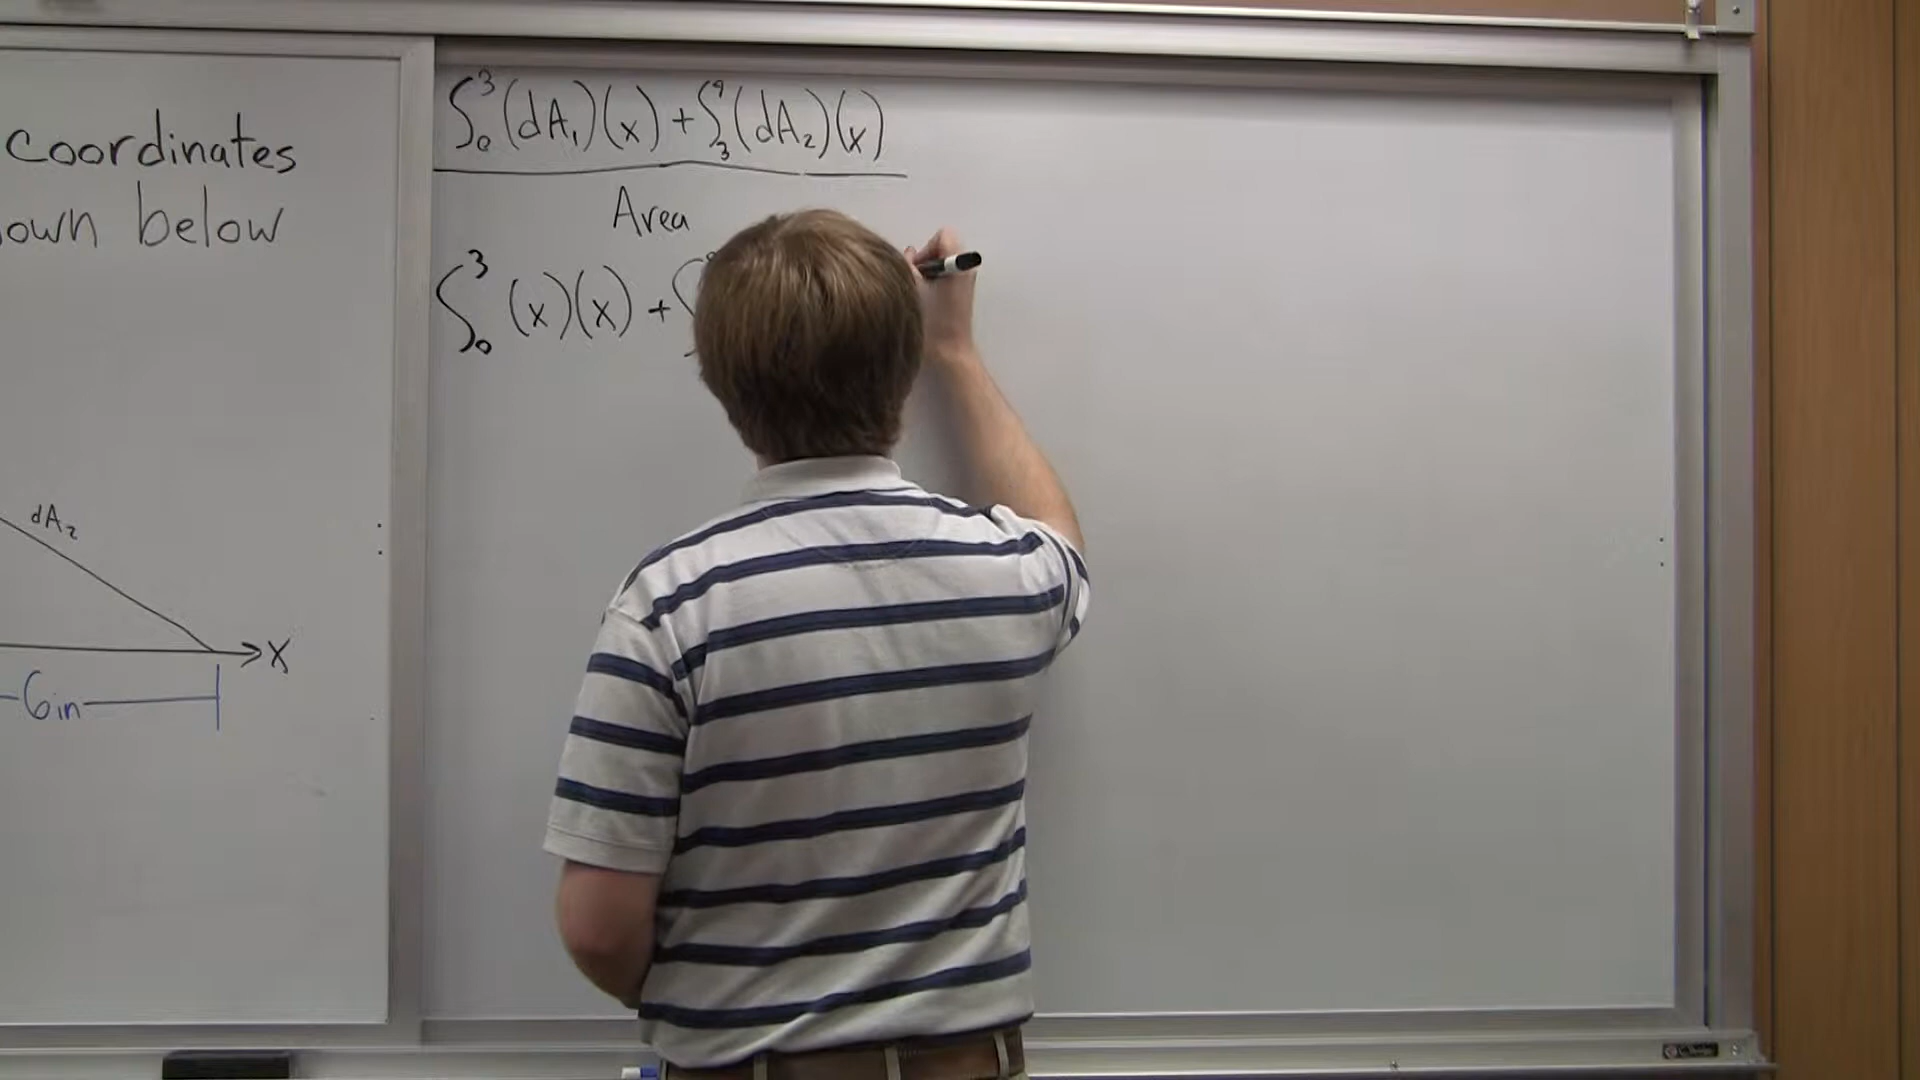 coordinates
own below
dA₂
X
6in
∫₀³(dA₁)(x) + ∫₃⁹(dA₂)(x)
Area
∫₀³ (x)(x) + ∫